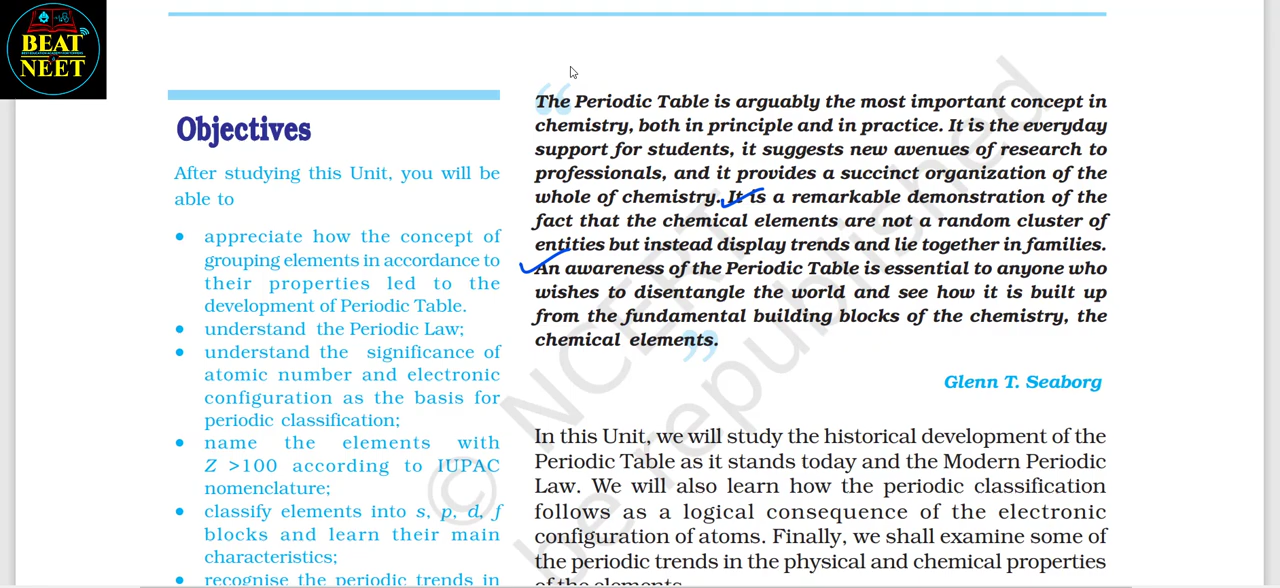 BEAT
NEET
Objectives
After studying this Unit, you will be
able to
• appreciate how the concept of
grouping elements in accordance to
their properties led to the
development of Periodic Table.
• understand the Periodic Law;
• understand the significance of
atomic number and electronic
configuration as the basis for
periodic classification;
• name the elements with
Z >100 according to IUPAC
nomenclature;
• classify elements into s, p, d, f
blocks and learn their main
characteristics;
• recognise the periodic trends in
“
The Periodic Table is arguably the most important concept in
chemistry, both in principle and in practice. It is the everyday
support for students, it suggests new avenues of research to
professionals, and it provides a succinct organization of the
whole of chemistry. It is a remarkable demonstration of the
fact that the chemical elements are not a random cluster of
entities but instead display trends and lie together in families.
An awareness of the Periodic Table is essential to anyone who
wishes to disentangle the world and see how it is built up
from the fundamental building blocks of the chemistry, the
chemical elements.
”
Glenn T. Seaborg
In this Unit, we will study the historical development of the
Periodic Table as it stands today and the Modern Periodic
Law. We will also learn how the periodic classification
follows as a logical consequence of the electronic
configuration of atoms. Finally, we shall examine some of
the periodic trends in the physical and chemical properties
of the elements.
© NCERT
be republished